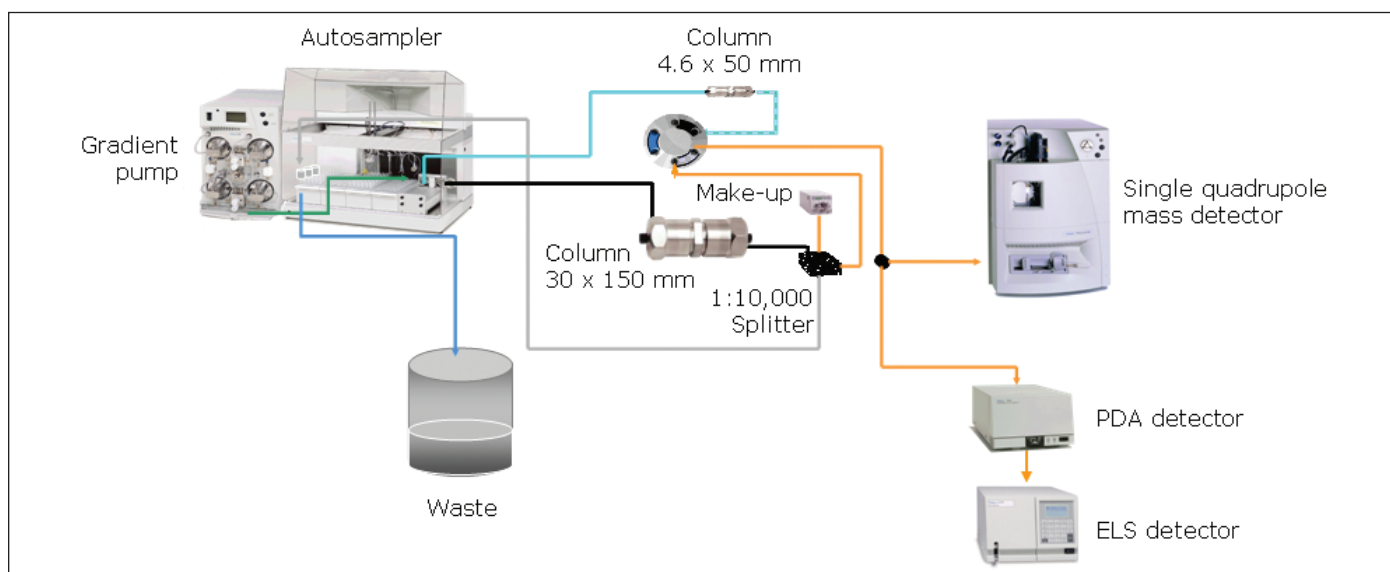 Autosampler
Column
4.6 x 50 mm
Gradient
pump
Make-up
Single quadrupole
mass detector
Column
30 x 150 mm
1:10,000
Splitter
PDA detector
Waste
ELS detector